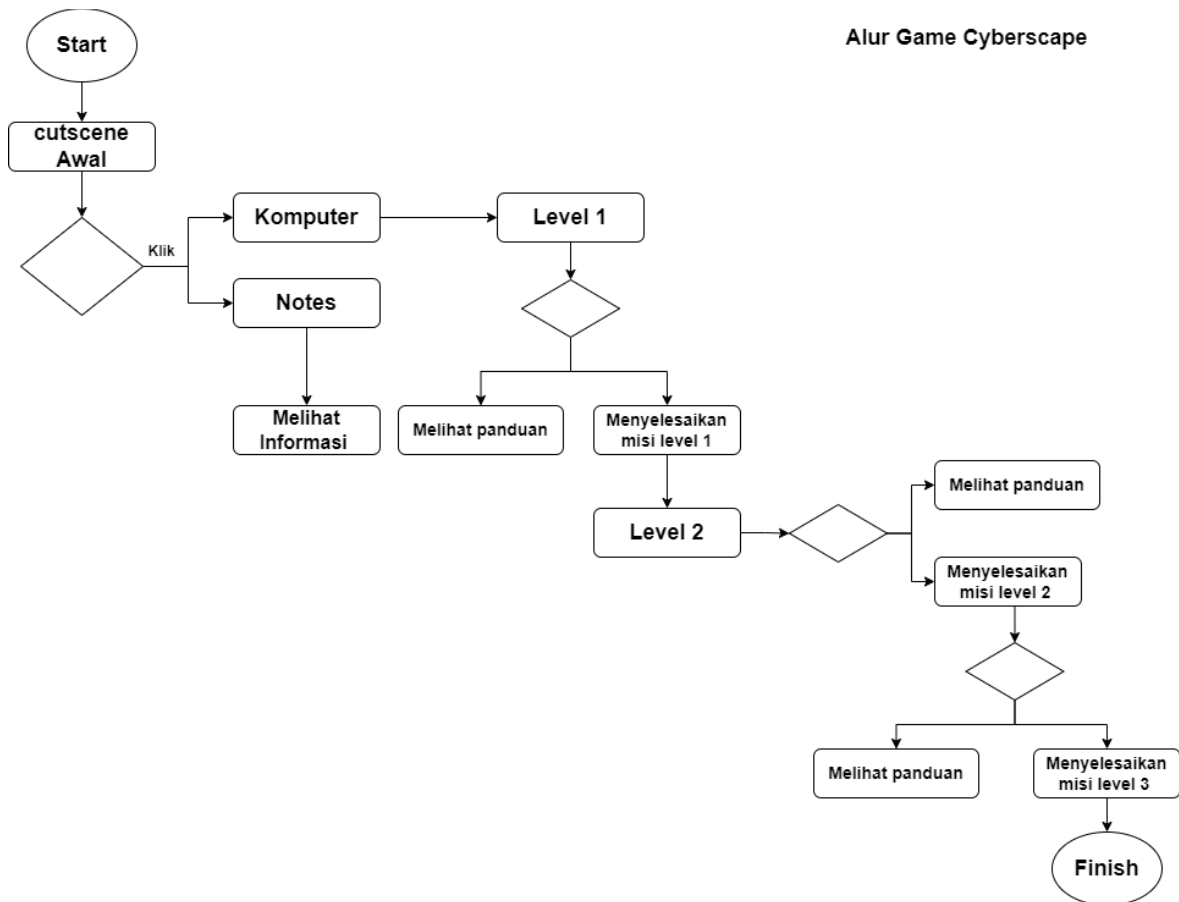 Start
Alur Game Cyberscape
cutscene
Awal
Klik
Komputer
Level 1
Notes
Melihat
Informasi
Melihat panduan
Menyelesaikan
misi level 1
Level 2
Melihat panduan
Menyelesaikan
misi level 2
Melihat panduan
Menyelesaikan
misi level 3
Finish